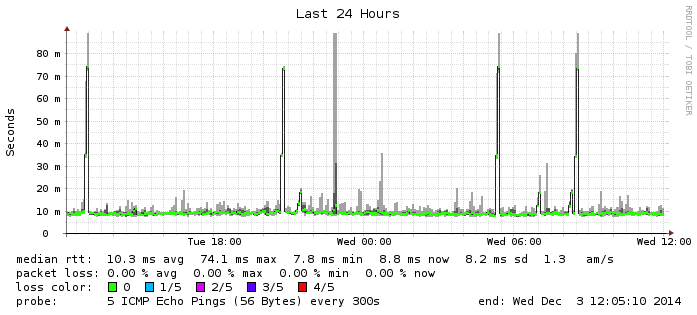 Last 24 Hours
RRDTOOL / TOBI OETIKER
Seconds
80 m
70 m
60 m
50 m
40 m
30 m
20 m
10 m
0
Tue 18:00 Wed 00:00 Wed 06:00 Wed 12:00
median rtt: 10.3 ms avg 74.1 ms max 7.8 ms min 8.8 ms now 8.2 ms sd 1.3 am/s
packet loss: 0.00 % avg 0.00 % max 0.00 % min 0.00 % now
loss color: 0 1/5 2/5 3/5 4/5
probe: 5 ICMP Echo Pings (56 Bytes) every 300s end: Wed Dec 3 12:05:10 2014